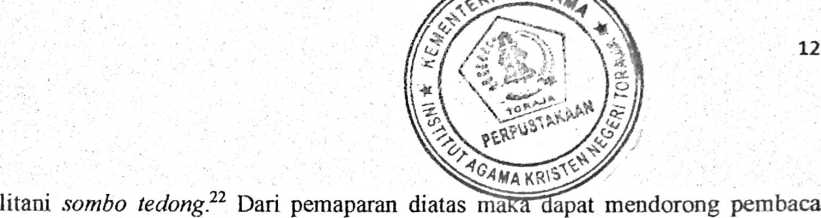 12
KEMENTERIAN AGAMA
TORAJA
PERPUSTAKAAN
INSTITUT AGAMA KRISTEN NEGERI TORAJA
litani sombo tedong.22 Dari pemaparan diatas maka dapat mendorong pembaca